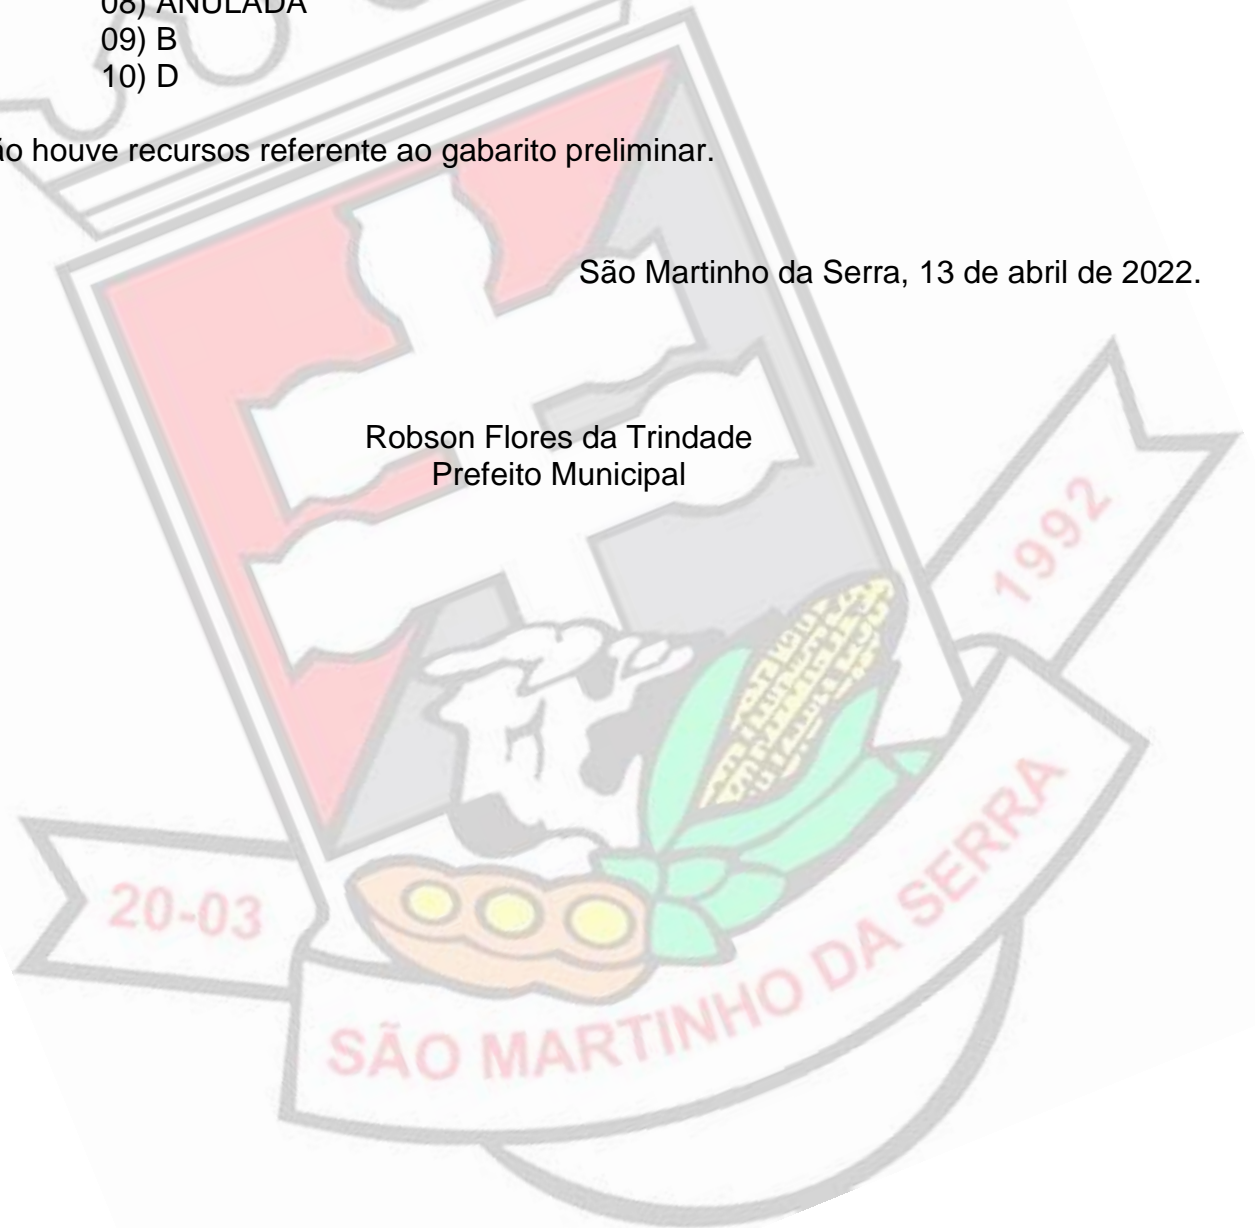 08) ANULADA
09) B
10) D
ão houve recursos referente ao gabarito preliminar.
São Martinho da Serra, 13 de abril de 2022.
Robson Flores da Trindade
Prefeito Municipal
1992
20-03
SÃO MARTINHO DA SERRA